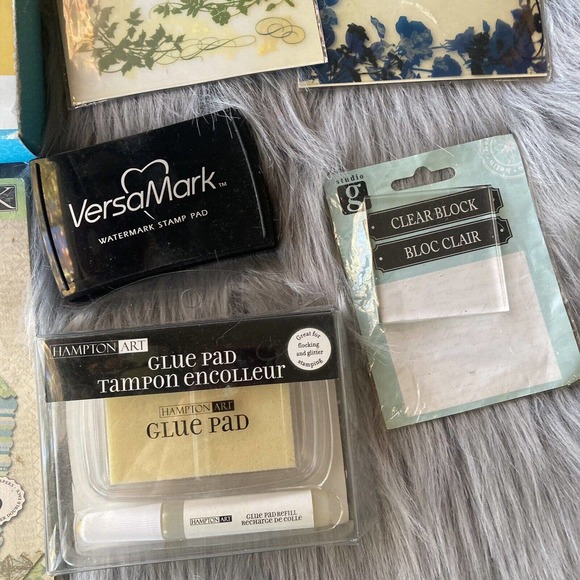 VersaMark™
WATERMARK STAMP PAD
studio
g
CLEAR BLOCK
BLOC CLAIR
HAMPTON ART
GLUE PAD
TAMPON ENCOLLEUR
Great for
flocking
and glitter
stamping
HAMPTON ART
GLUE PAD
HAMPTON ART
GLUE PAD REFILL
RECHARGE DE COLLE